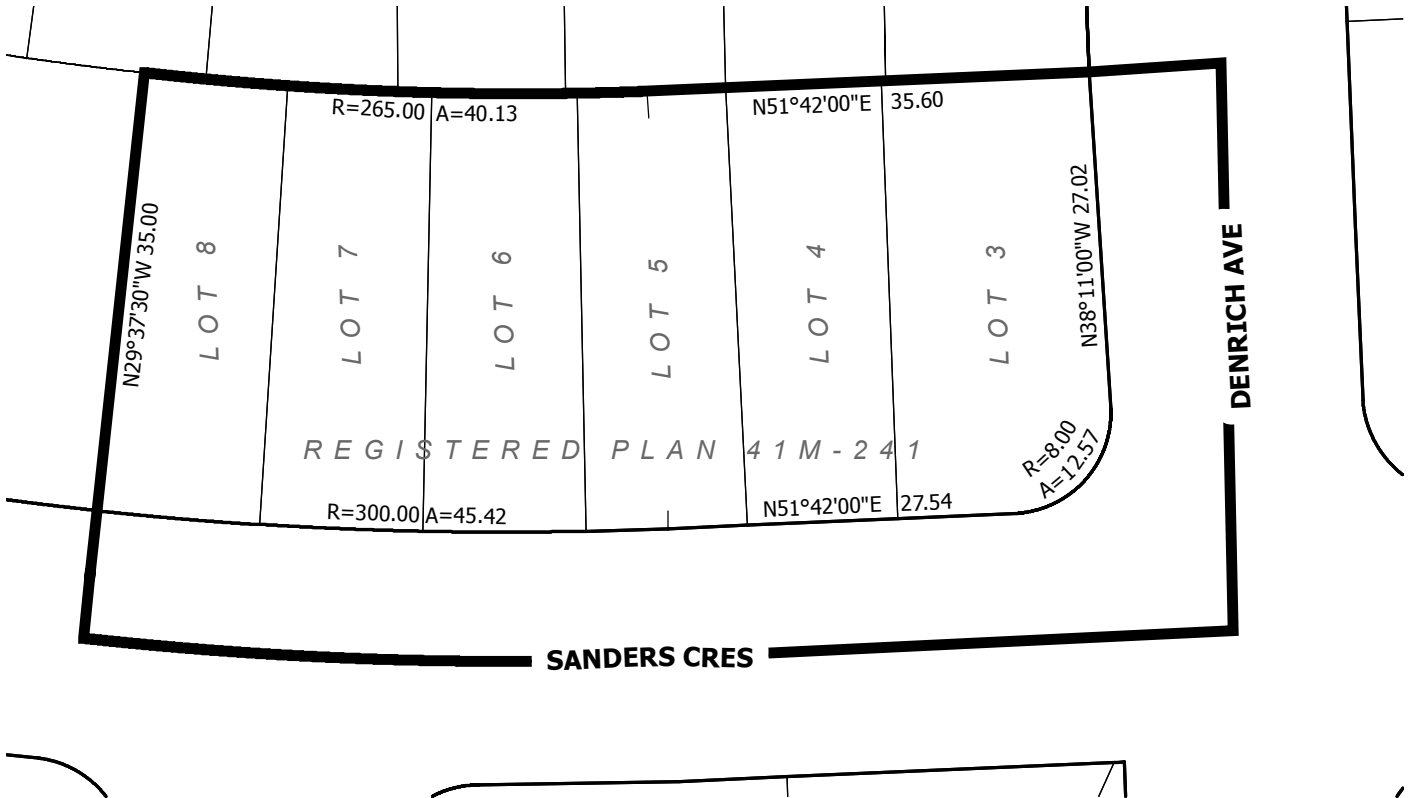 R=265.00 A=40.13
N51°42'00"E 35.60
N29°37'30"W 35.00
LOT 8
LOT 7
LOT 6
LOT 5
LOT 4
LOT 3
N38°11'00"W 27.02
DENRICH AVE
REGISTERED PLAN 41M-241
R=8.00
A=12.57
R=300.00 A=45.42
N51°42'00"E 27.54
SANDERS CRES